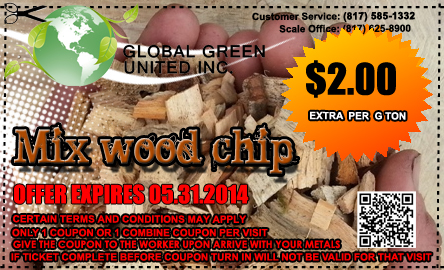 Customer Service: (817) 585-1332
Scale Office: (817) 625-8900
GLOBAL GREEN
UNITED INC
$2.00
EXTRA PER G TON
Mix wood chip
OFFER EXPIRES 05.31.2014
CERTAIN TERMS AND CONDITIONS MAY APPLY
ONLY 1 COUPON OR 1 COMBINE COUPON PER VISIT
GIVE THE COUPON TO THE WORKER UPON ARRIVE WITH YOUR METALS
IF TICKET COMPLETE BEFORE COUPON TURN IN WILL NOT BE VALID FOR THAT VISIT